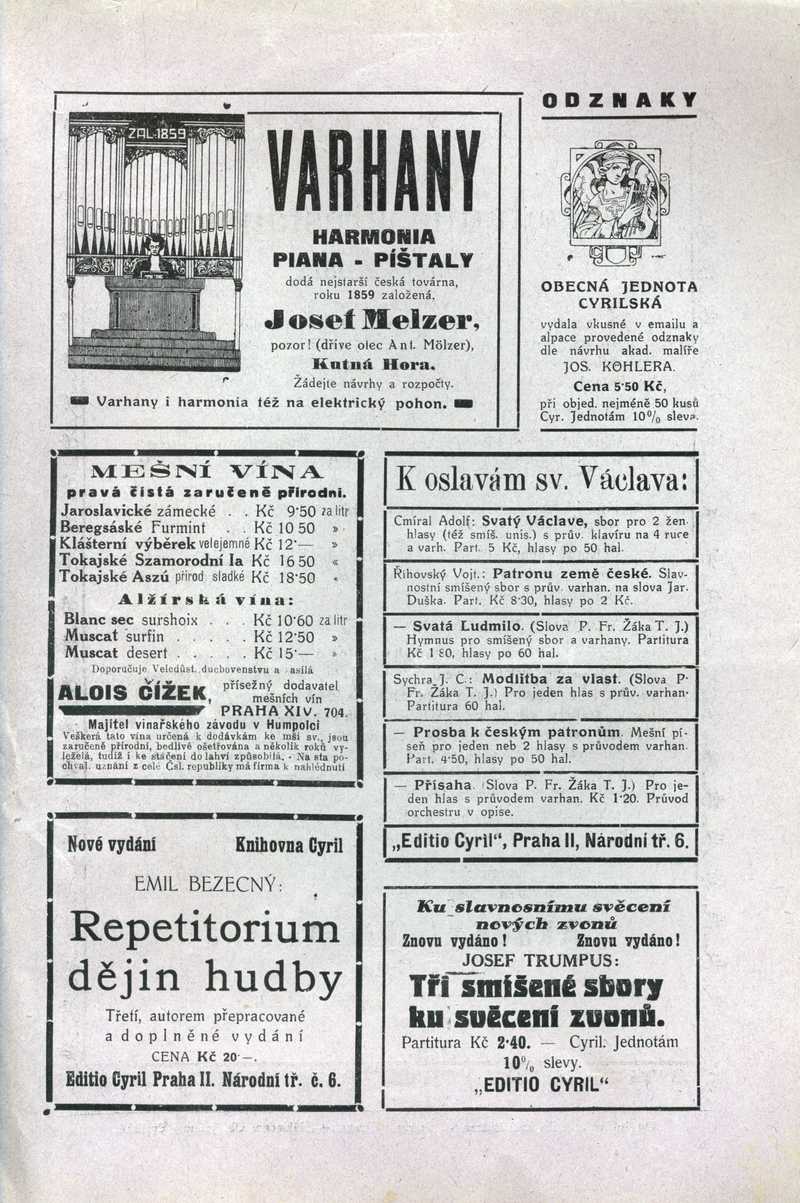 ZAL. 1859
VARHANY
HARMONIA
PIANA - PÍŠTALY
dodá nejstarší česká továrna,
roku 1859 založená.
Josef Melzer,
pozor! (dříve otec Ant. Mölzer),
Kutná Hora.
Žádejte návrhy a rozpočty.
Varhany i harmonia též na elektrický pohon.
ODZNAKY
OBECNÁ JEDNOTA
CYRILSKÁ
vydala vkusné v emailu a
alpace provedené odznaky
dle návrhu akad. malíře
JOS. KÖHLERA.
Cena 5·50 Kč,
při objed. nejméně 50 kusů
Cyr. Jednotám 10% slevu.
MEŠNÍ VÍNA
pravá čistá zaručeně přírodní.
Jaroslavické zámecké . . Kč 9·50 za litr
Beregsáské Furmint . . Kč 10 50 »
Klášterní výběrek velejemné Kč 12·— »
Tokajské Szamorodní Ia Kč 16 50 «
Tokajské Aszú přírod sladké Kč 18·50 «
Alžírská vína:
Blanc sec surshoix . . . Kč 10·60 za litr
Muscat surfin . . . . . Kč 12·50 »
Muscat desert . . . . . Kč 15·— »
Doporučuje Veledůst. duchovenstvu a zasílá
ALOIS ČÍŽEK, přísežný dodavatel
mešních vín
PRAHA XIV. 704.
Majitel vinařského závodu v Humpolci
Veškerá tato vína určená k dodávkám ke mši sv., jsou
zaručeně přírodní, bedlivě ošetřována a několik roků vy-
ležélá, tudíž i ke stáčení do lahví způsobilá. - Na sta po-
chval. uznání z celé Čsl. republiky má firma k nahlédnutí
K oslavám sv. Václava:
Cmíral Adolf: Svatý Václave, sbor pro 2 žen.
hlasy (též smíš. unis.) s prův. klavíru na 4 ruce
a varh. Part. 5 Kč, hlasy po 50 hal.
Řihovský Vojt.: Patronu země české. Slav-
nostní smíšený sbor s prův. varhan. na slova Jar.
Duška. Part. Kč 8·30, hlasy po 2 Kč.
— Svatá Ludmilo. (Slova P. Fr. Žáka T. J.)
Hymnus pro smíšený sbor a varhany. Partitura
Kč 1 80, hlasy po 60 hal.
Sychra J. C.: Modlitba za vlast. (Slova P.
Fr. Žáka T. J.) Pro jeden hlas s prův. varhan·
Partitura 60 hal.
— Prosba k českým patronům. Mešní pí-
seň pro jeden neb 2 hlasy s průvodem varhan.
Part. 4·50, hlasy po 50 hal.
— Přísaha. (Slova P. Fr. Žáka T. J.) Pro je-
den hlas s průvodem varhan. Kč 1·20. Průvod
orchestru v opise.
„Editio Cyril“, Praha II, Národní tř. 6.
Nové vydání Knihovna Cyril
EMIL BEZECNÝ:
Repetitorium
dějin hudby
Třetí, autorem přepracované
a doplněné vydání
CENA Kč 20·—.
Editio Cyril Praha II. Národní tř. č. 6.
Ku slavnosnímu svěcení
nových zvonů
Znovu vydáno! Znovu vydáno!
JOSEF TRUMPUS:
Tři smíšené sbory
ku svěcení zvonů.
Partitura Kč 2·40. — Cyril. Jednotám
10% slevy.
„EDITIO CYRIL“